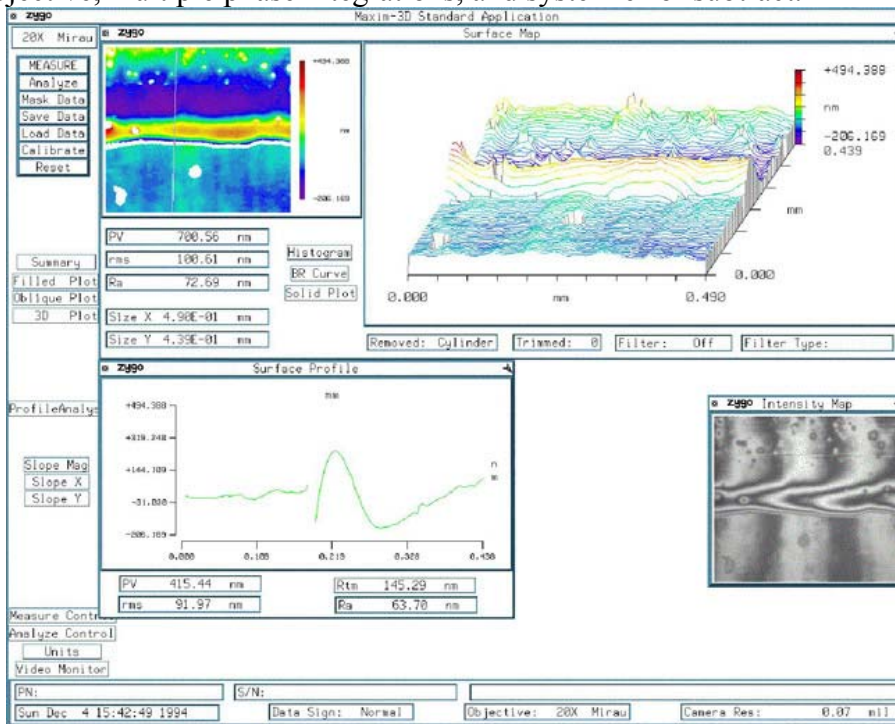 zygo Maxim-3D Standard Application
20X Mirau
MEASURE
Analyze
Mask Data
Save Data
Load Data
Calibrate
Reset
Summary
Filled Plot
Oblique Plot
3D Plot
ProfileAnalys
Slope Mag
Slope X
Slope Y
Measure Control
Analyze Control
Units
Video Monitor
zygo
+494.388
nm
-206.169
PV 700.56 nm
rms 100.61 nm
Ra 72.69 nm
Size X 4.90E-01 mm
Size Y 4.39E-01 mm
Histogram
BR Curve
Solid Plot
Surface Map
+494.388
nm
-206.169
0.439
mm
0.000
0.000 mm 0.490
Removed: Cylinder Trimmed: 0 Filter: Off Filter Type:
zygo Surface Profile
mm
+494.388
+319.248
+144.109
-31.030
-206.169
n
m
0.000 0.109 0.219 0.328 0.438
PV 415.44 nm Rtm 145.29 nm
rms 91.97 nm Ra 63.70 nm
zygo Intensity Map
PN: S/N:
Sun Dec 4 15:42:49 1994 Data Sign: Normal Objective: 20X Mirau Camera Res: 0.07 mil